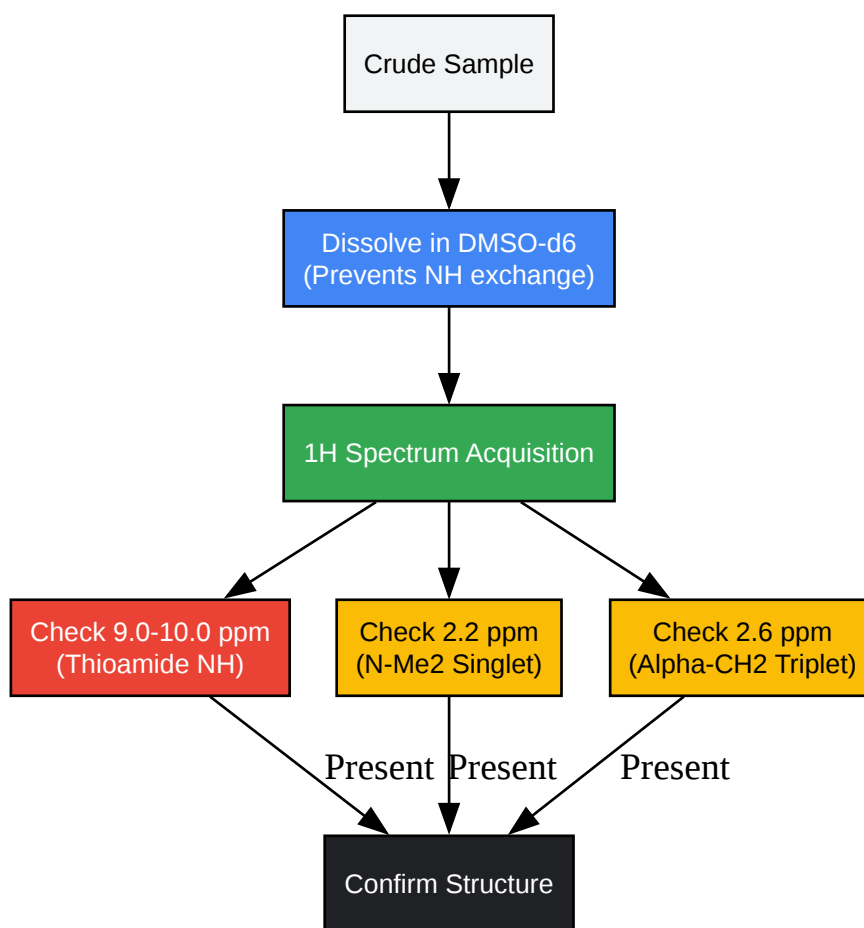 Crude Sample
Dissolve in DMSO-d6
(Prevents NH exchange)
1H Spectrum Acquisition
Check 9.0-10.0 ppm
(Thioamide NH)
Check 2.2 ppm
(N-Me2 Singlet)
Check 2.6 ppm
(Alpha-CH2 Triplet)
Present
Present
Present
Confirm Structure